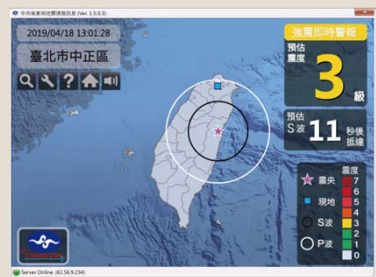 中央氣象局地震速報訊息 (Ver 1.5.0.3)
2019/04/18 13:01:28
臺北市中正區
強震即時警報
預估
震度
3
級
預估
S波
11
秒後
抵達
震度
震央
現地
S波
P波
7
6
5
4
3
2
1
0
Server Online.